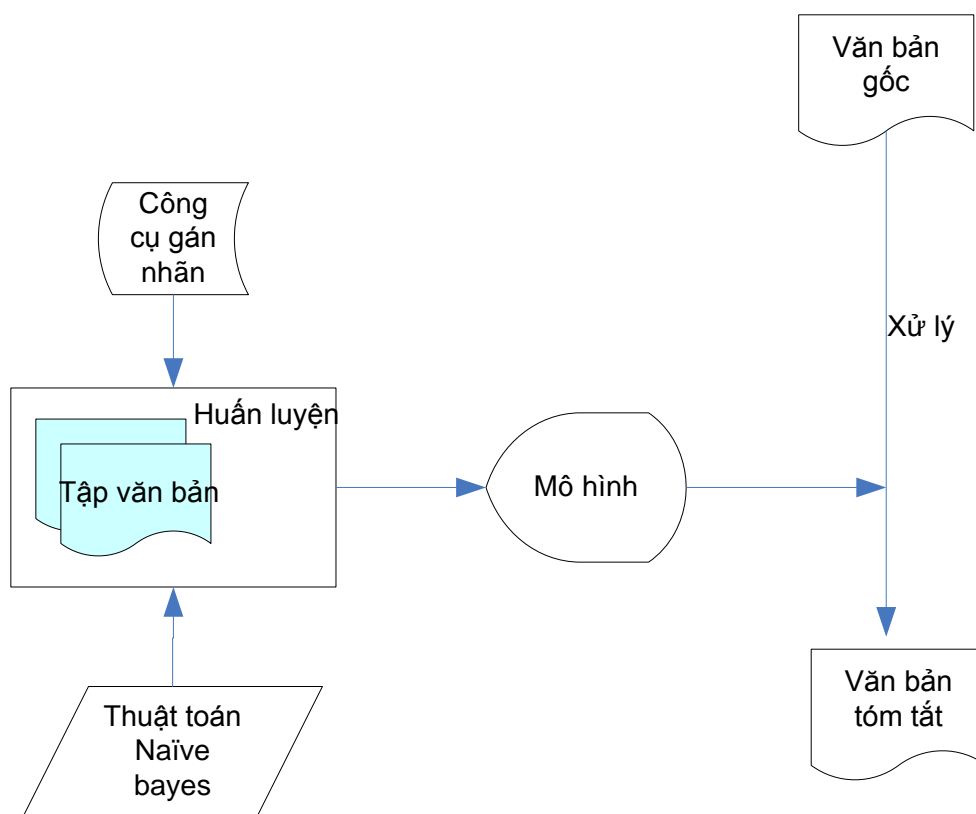 Văn bản
gốc
Công
cụ gán
nhãn
Xử lý
Huấn luyện
Tập văn bản
Mô hình
Thuật toán
Naïve
bayes
Văn bản
tóm tắt